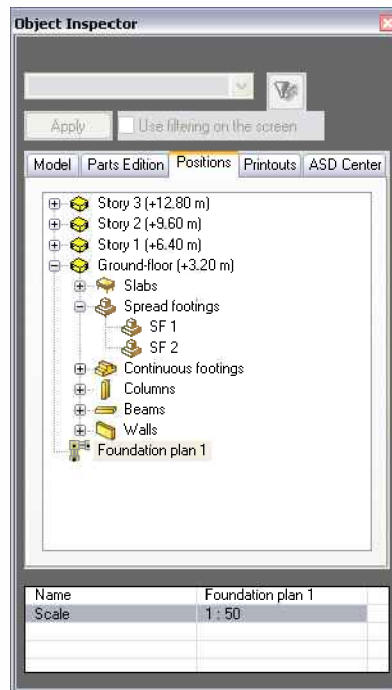 Object Inspector
Apply
Use filtering on the screen
Model Parts Edition Positions Printouts ASD Center
Story 3 (+12.80 m)
Story 2 (+9.60 m)
Story 1 (+6.40 m)
Ground-floor (+3.20 m)
Slabs
Spread footings
SF 1
SF 2
Continuous footings
Columns
Beams
Walls
Foundation plan 1
Name Foundation plan 1
Scale 1 : 50